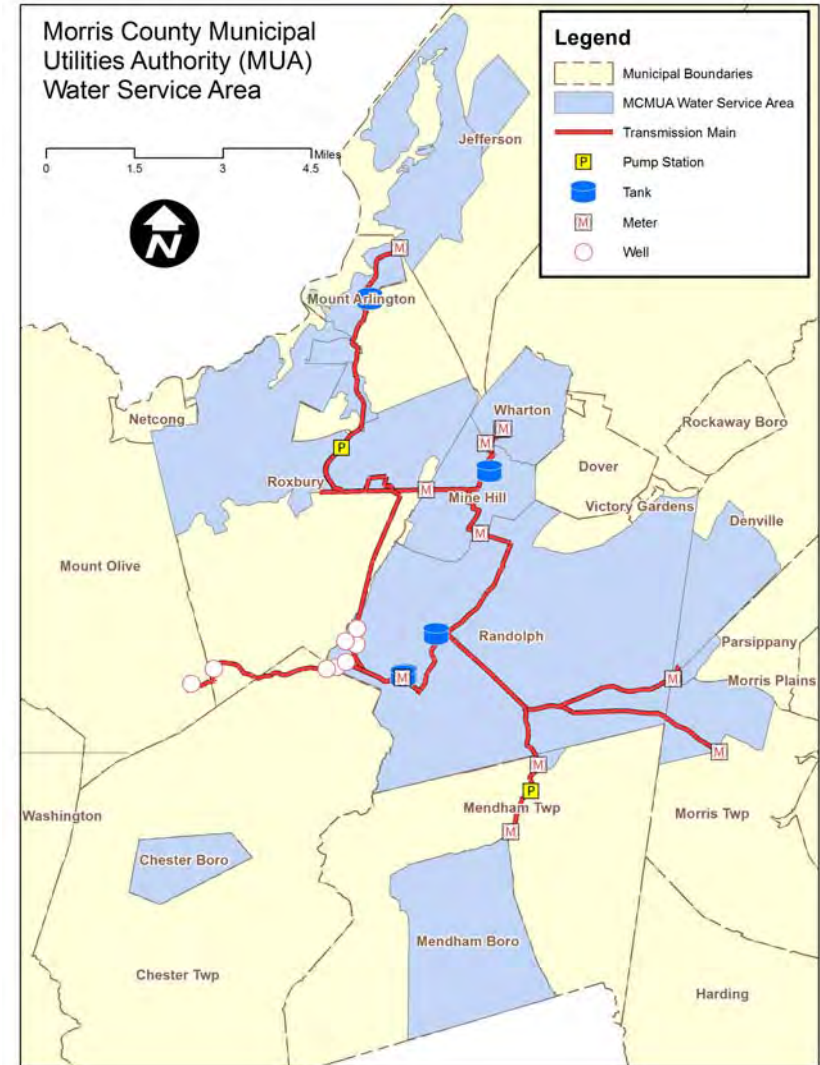 Morris County Municipal
Utilities Authority (MUA)
Water Service Area
0 1.5 3 4.5
Miles
N
Legend
Municipal Boundaries
MCMUA Water Service Area
Transmission Main
P Pump Station
Tank
M Meter
Well
Jefferson
M
Mount Arlington
Netcong
Wharton
M
M
Rockaway Boro
P
Dover
Roxbury
M
Mine Hill
Victory Gardens
M
Denville
Mount Olive
Randolph
Parsippany
M
M
Morris Plains
M
M
P
Mendham Twp
Washington
M
Morris Twp
Chester Boro
Mendham Boro
Chester Twp
Harding